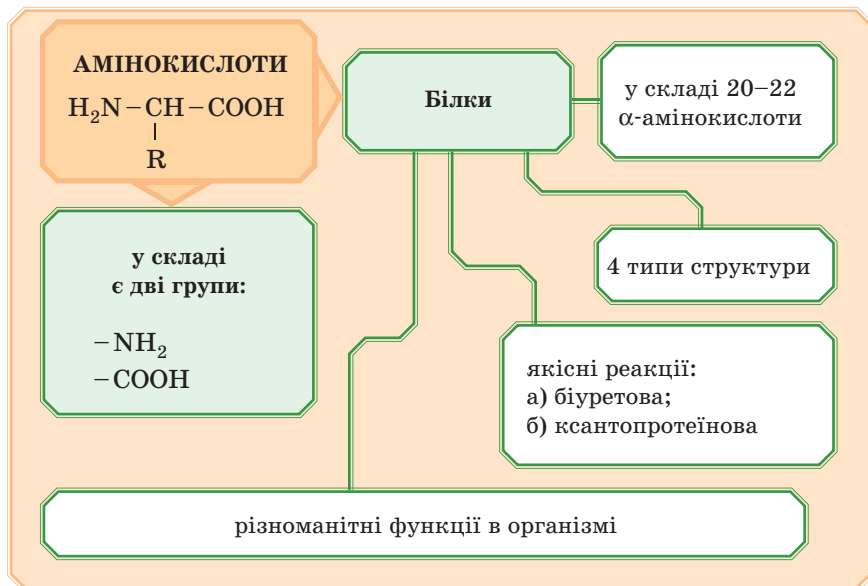 АМІНОКИСЛОТИ
H₂N – CH – COOH
|
R
у складі
є дві групи:
– NH₂
– COOH
Білки
у складі 20–22
α-амінокислоти
4 типи структури
якісні реакції:
а) біуретова;
б) ксантопротеїнова
різноманітні функції в організмі